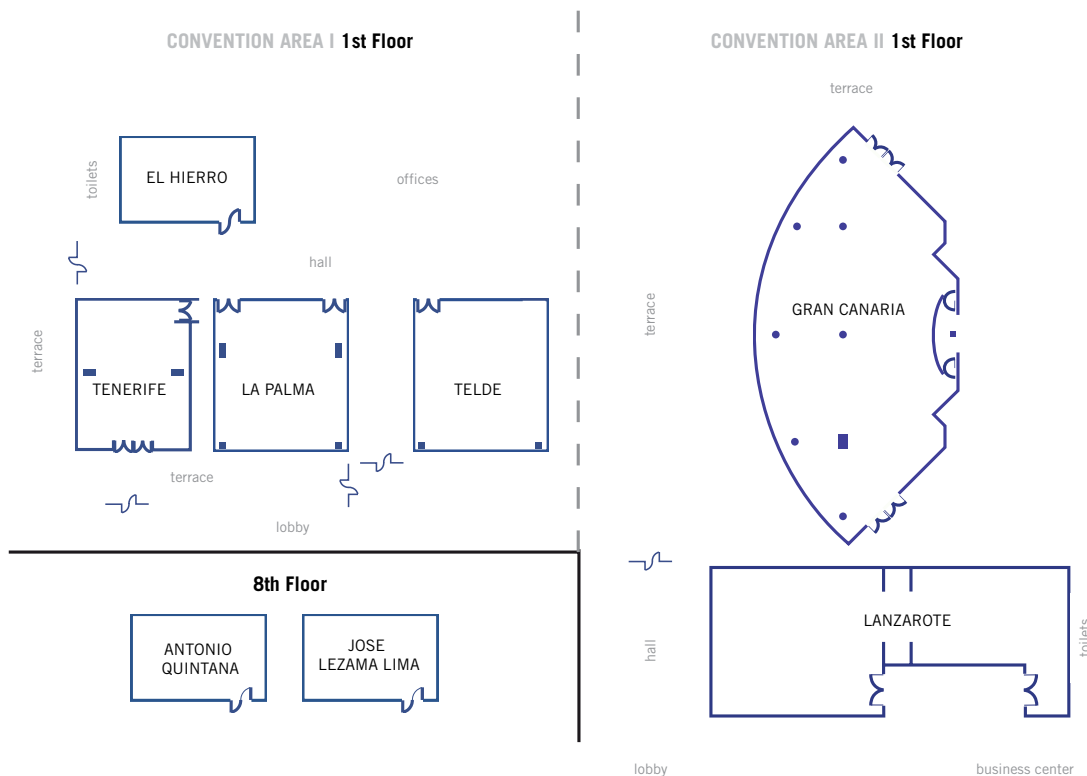 CONVENTION AREA I 1st Floor
toilets
EL HIERRO
offices
hall
terrace
TENERIFE
LA PALMA
TELDE
terrace
lobby
8th Floor
ANTONIO
QUINTANA
JOSE
LEZAMA LIMA
CONVENTION AREA II 1st Floor
terrace
terrace
GRAN CANARIA
LANZAROTE
hall
toilets
lobby
business center